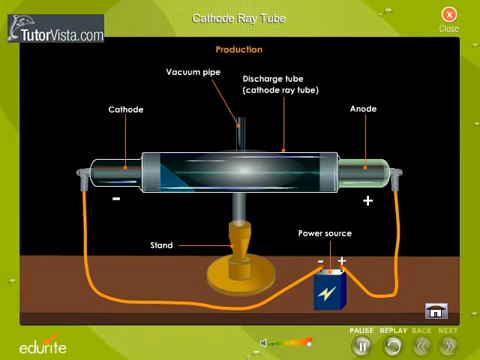 Cathode Ray Tube
Close
TutorVista.com
Production
Vacuum pipe
Discharge tube
(cathode ray tube)
Cathode
Anode
-
+
Stand
Power source
- +
PAUSE REPLAY BACK NEXT
edurite